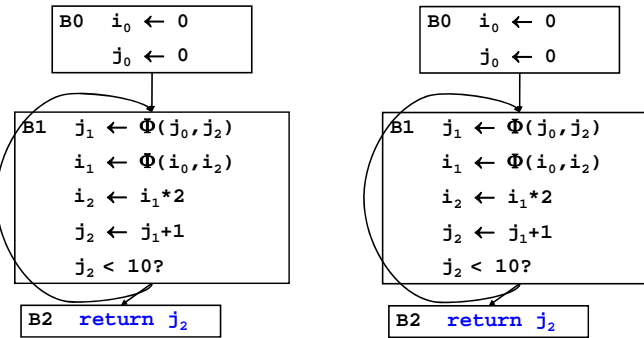 B0 i₀ ← 0
j₀ ← 0
B1 j₁ ← Φ(j₀,j₂)
i₁ ← Φ(i₀,i₂)
i₂ ← i₁*2
j₂ ← j₁+1
j₂ < 10?
B2 return j₂
B0 i₀ ← 0
j₀ ← 0
B1 j₁ ← Φ(j₀,j₂)
i₁ ← Φ(i₀,i₂)
i₂ ← i₁*2
j₂ ← j₁+1
j₂ < 10?
B2 return j₂